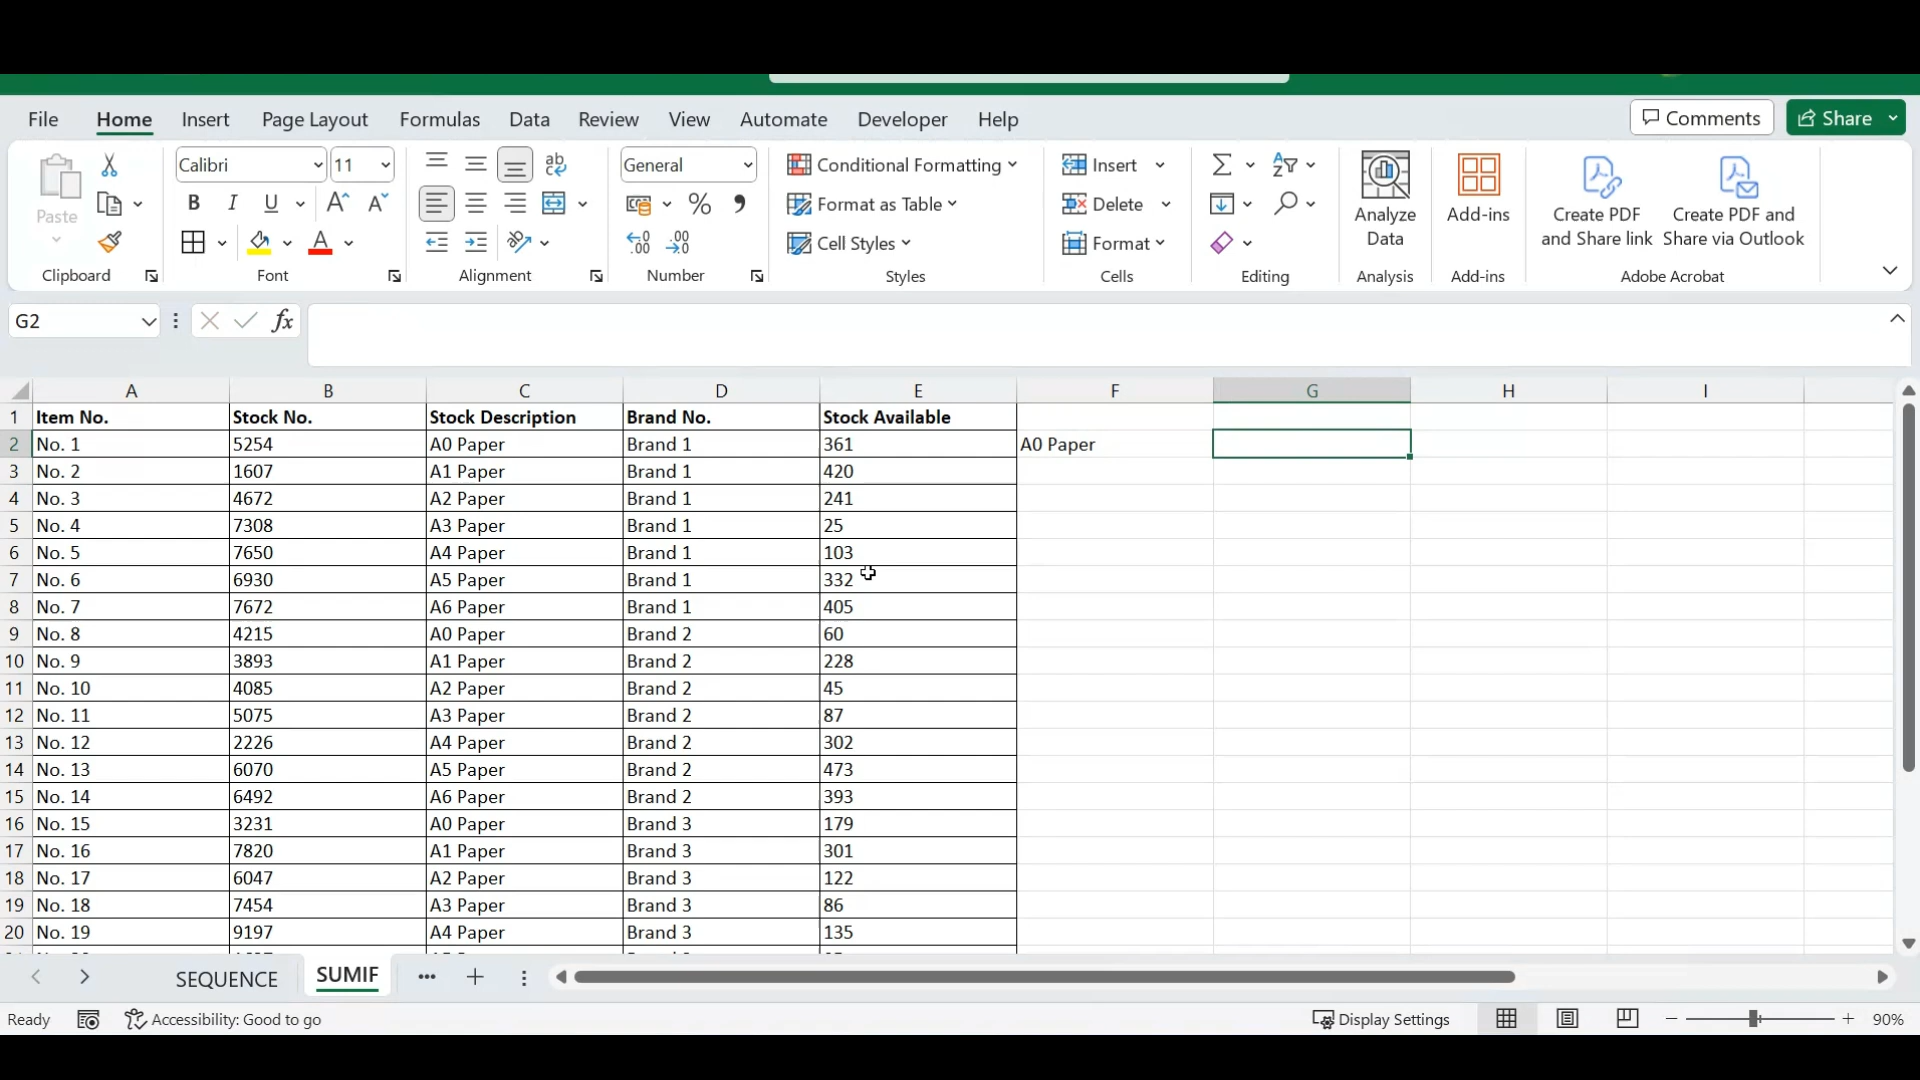 File Home Insert Page Layout Formulas Data Review View Automate Developer Help Comments Share
Calibri 11 ab General Conditional Formatting Insert
Paste B I U A A % Format as Table Delete Analyze Data Add-ins Create PDF and Share link Create PDF and Share via Outlook
A Cell Styles Format
Clipboard Font Alignment Number Styles Cells Editing Analysis Add-ins Adobe Acrobat
G2 fx
A B C D E F G H I
1 Item No. Stock No. Stock Description Brand No. Stock Available
2 No. 1 5254 A0 Paper Brand 1 361 A0 Paper
3 No. 2 1607 A1 Paper Brand 1 420
4 No. 3 4672 A2 Paper Brand 1 241
5 No. 4 7308 A3 Paper Brand 1 25
6 No. 5 7650 A4 Paper Brand 1 103
7 No. 6 6930 A5 Paper Brand 1 332
8 No. 7 7672 A6 Paper Brand 1 405
9 No. 8 4215 A0 Paper Brand 2 60
10 No. 9 3893 A1 Paper Brand 2 228
11 No. 10 4085 A2 Paper Brand 2 45
12 No. 11 5075 A3 Paper Brand 2 87
13 No. 12 2226 A4 Paper Brand 2 302
14 No. 13 6070 A5 Paper Brand 2 473
15 No. 14 6492 A6 Paper Brand 2 393
16 No. 15 3231 A0 Paper Brand 3 179
17 No. 16 7820 A1 Paper Brand 3 301
18 No. 17 6047 A2 Paper Brand 3 122
19 No. 18 7454 A3 Paper Brand 3 86
20 No. 19 9197 A4 Paper Brand 3 135
SEQUENCE SUMIF
Ready Accessibility: Good to go Display Settings 90%